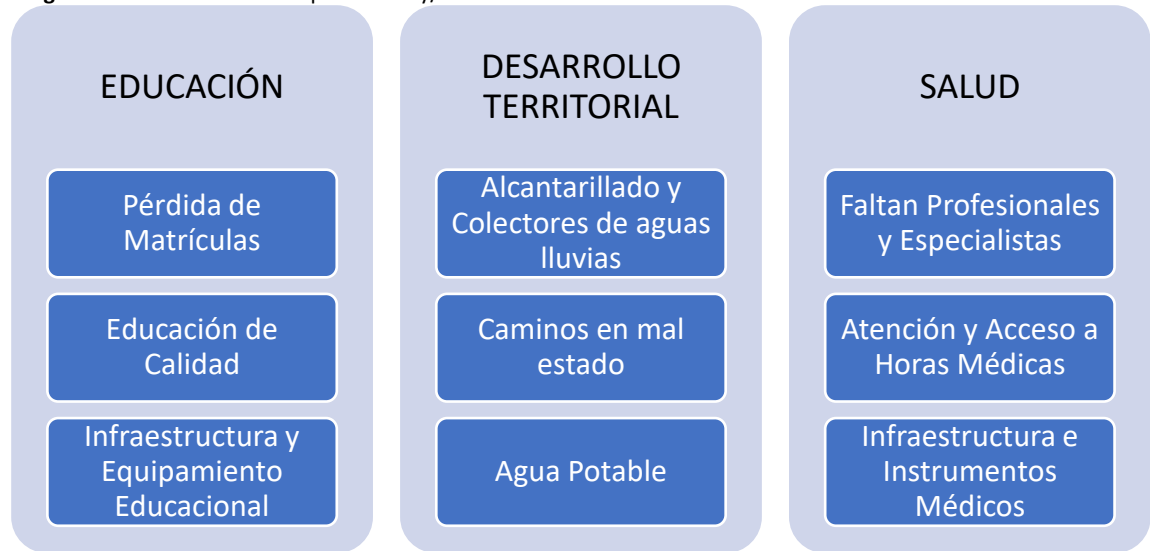 EDUCACIÓN
Pérdida de
Matrículas
Educación de
Calidad
Infraestructura y
Equipamiento
Educacional
DESARROLLO
TERRITORIAL
Alcantarillado y
Colectores de aguas
lluvias
Caminos en mal
estado
Agua Potable
SALUD
Faltan Profesionales
y Especialistas
Atención y Acceso a
Horas Médicas
Infraestructura e
Instrumentos
Médicos